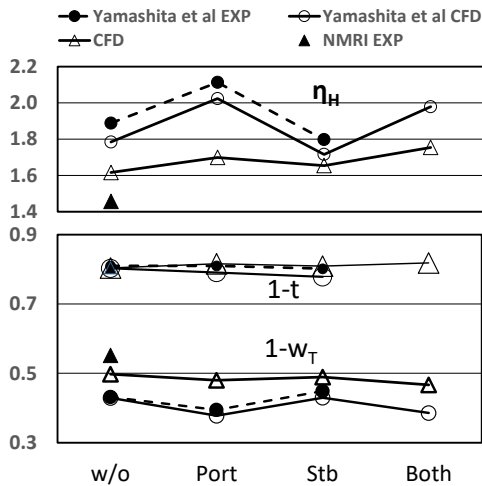 Yamashita et al EXP Yamashita et al CFD
CFD NMRI EXP
2.2
2.0
1.8
1.6
1.4
ηH
0.9
0.7
0.5
0.3
1-t
1-wT
w/o Port Stb Both